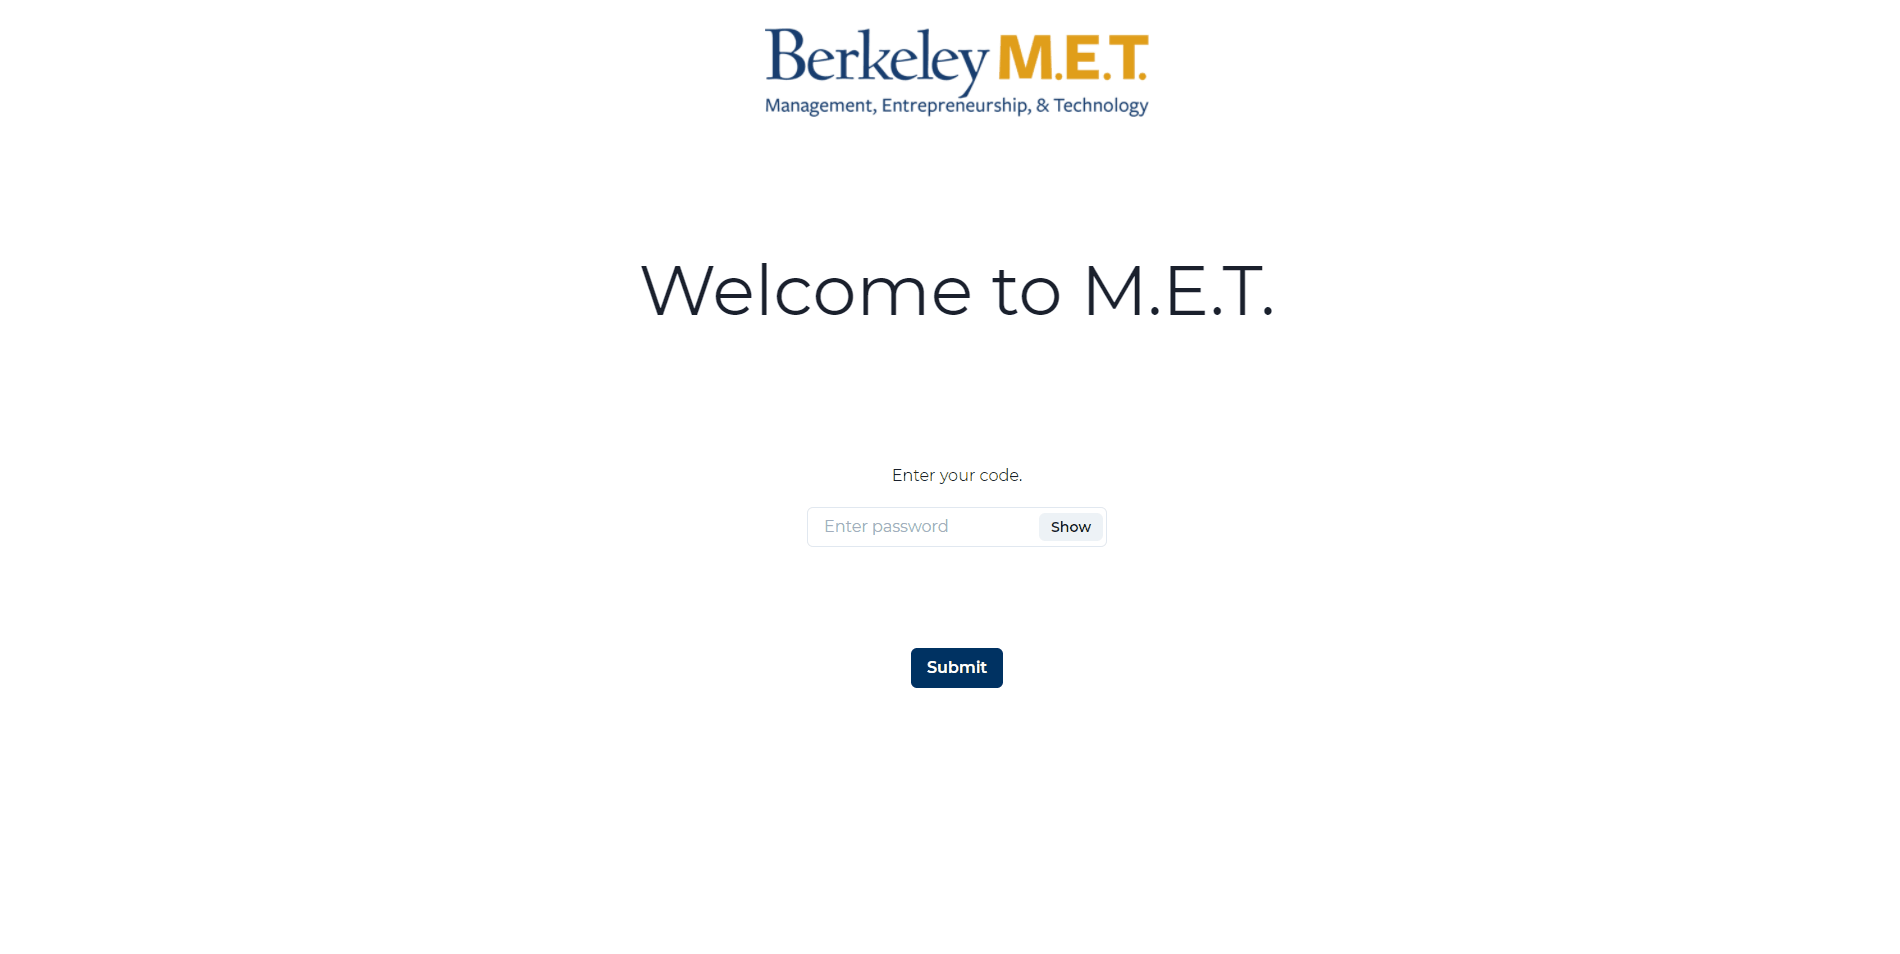 Berkeley M.E.T.
Management, Entrepreneurship, & Technology
Welcome to M.E.T.
Enter your code.
Enter password Show
Submit